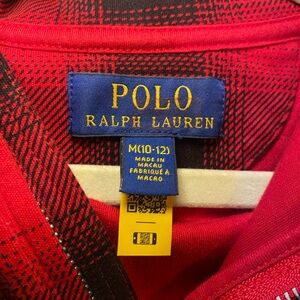 POLO
RALPH LAUREN
M(10-12)
MADE IN
MACAU
FABRIQUÉ À
MACAO